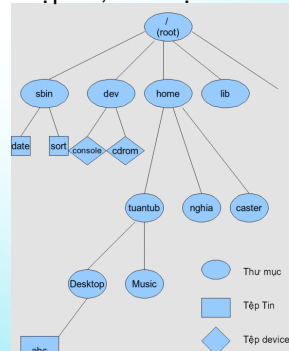 /
(root)
sbin
dev
home
lib
date
sort
console
cdrom
tuantub
nghia
caster
Desktop
Music
Thư mục
Tệp Tin
Tệp device
abc